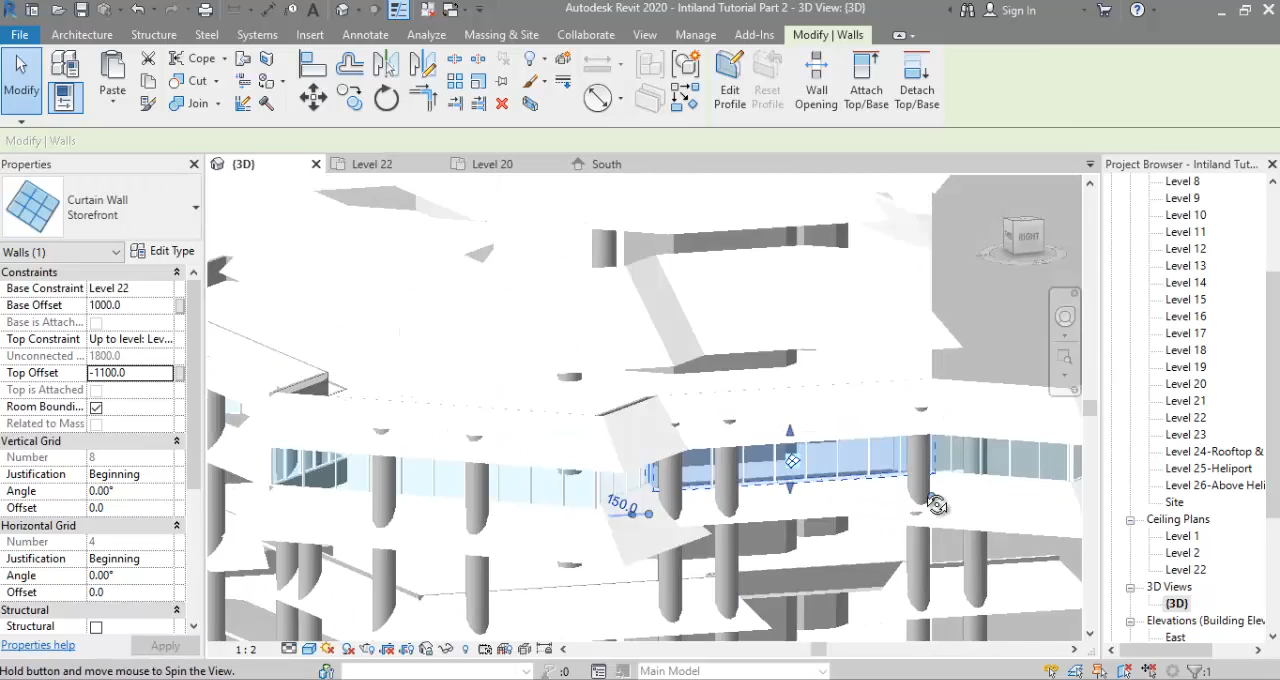 Autodesk Revit 2020 - Intiland Tutorial Part 2 - 3D View: {3D}
Sign In
File Architecture Structure Steel Systems Insert Annotate Analyze Massing & Site Collaborate View Manage Add-Ins Modify | Walls
Modify
Paste
Cope
Cut
Join
Edit Profile
Reset Profile
Wall Opening
Attach Top/Base
Detach Top/Base
Modify | Walls
Properties
{3D}
Level 22
Level 20
South
Project Browser - Intiland Tut...
Curtain Wall
Storefront
Walls (1)
Edit Type
Constraints
Base Constraint Level 22
Base Offset 1000.0
Base is Attach...
Top Constraint Up to level: Lev...
Unconnected ... 1800.0
Top Offset -1100.0
Top is Attached
Room Boundi...
Related to Mass
Vertical Grid
Number 8
Justification Beginning
Angle 0.00°
Offset 0.0
Horizontal Grid
Number 4
Justification Beginning
Angle 0.00°
Offset 0.0
Structural
Structural
Properties help
Apply
RIGHT
150.0
Level 8
Level 9
Level 10
Level 11
Level 12
Level 13
Level 14
Level 15
Level 16
Level 17
Level 18
Level 19
Level 20
Level 21
Level 22
Level 23
Level 24-Rooftop &
Level 25-Heliport
Level 26-Above Heli
Site
Ceiling Plans
Level 1
Level 2
Level 22
3D Views
{3D}
Elevations (Building Elev
East
1 : 2
Hold button and move mouse to Spin the View.
:0
Main Model
:1